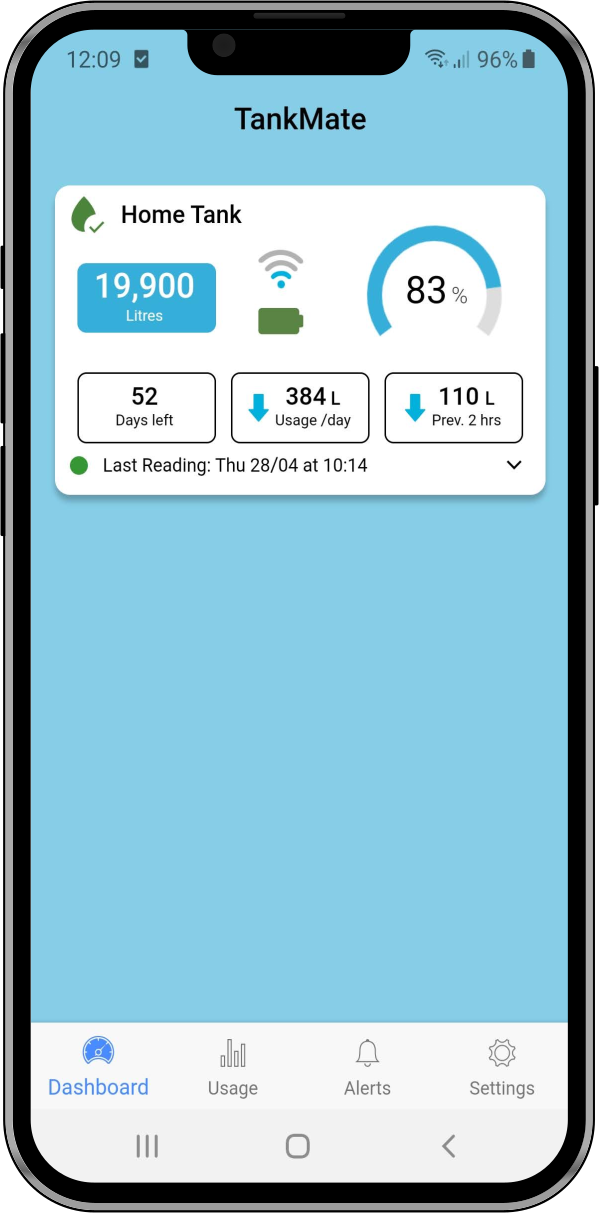 12:09 96%
TankMate
Home Tank
19,900
Litres
83 %
52
Days left
384 L
Usage /day
110 L
Prev. 2 hrs
Last Reading: Thu 28/04 at 10:14
Dashboard Usage Alerts Settings